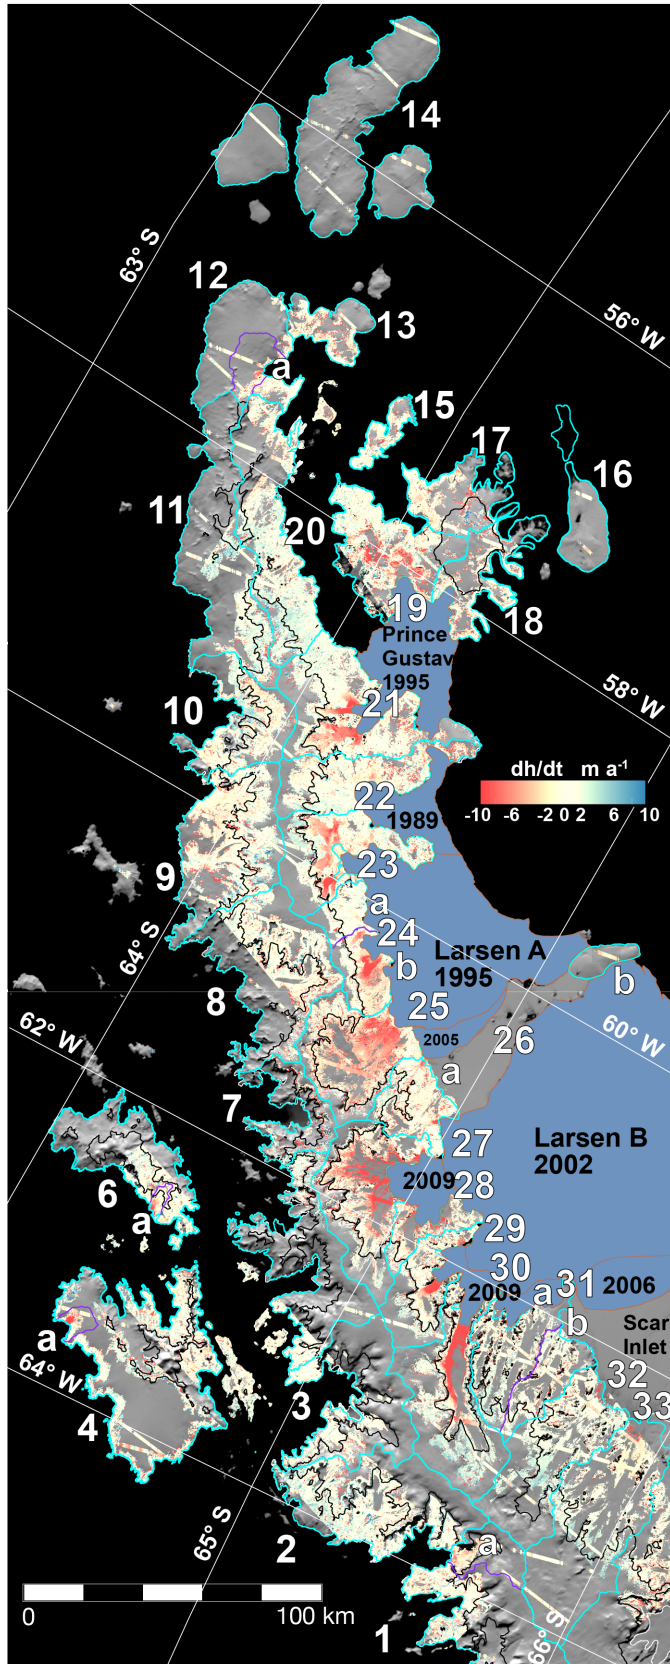 14
63° S
12
13
56° W
a
15
17
16
11
20
19
18
Prince
Gustav
1995
58° W
21
10
dh/dt m a-1
-10 -6 -2 0 2 6 10
22
1989
23
9
a
24
64° S
Larsen A
1995
b
b
8
25
62° W
2005
26
60° W
a
7
27
Larsen B
2002
6
2009
28
a
29
30
2009
a
31
2006
b
a
Scar
Inlet
64° W
32
3
4
33
65° S
2
a
0
100 km
1
66° S